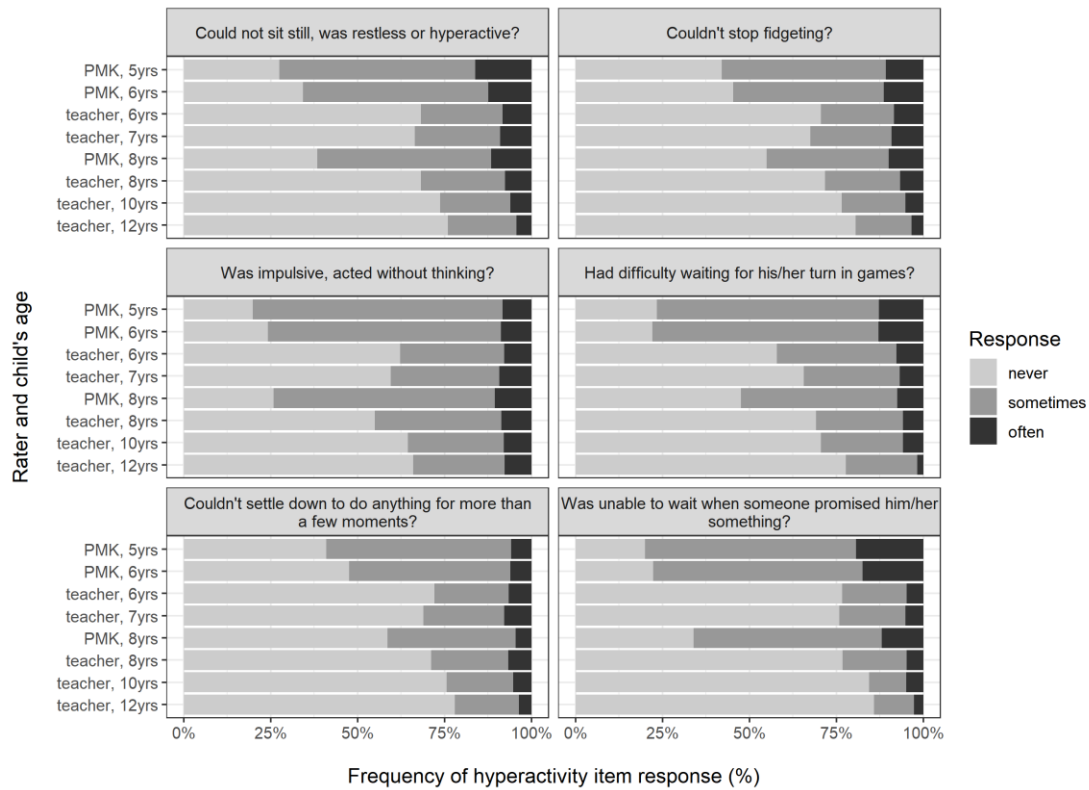 Could not sit still, was restless or hyperactive?
Couldn't stop fidgeting?
PMK, 5yrs
PMK, 6yrs
teacher, 6yrs
teacher, 7yrs
PMK, 8yrs
teacher, 8yrs
teacher, 10yrs
teacher, 12yrs
Was impulsive, acted without thinking?
Had difficulty waiting for his/her turn in games?
PMK, 5yrs
PMK, 6yrs
teacher, 6yrs
teacher, 7yrs
PMK, 8yrs
teacher, 8yrs
teacher, 10yrs
teacher, 12yrs
Couldn't settle down to do anything for more than
a few moments?
Was unable to wait when someone promised him/her
something?
PMK, 5yrs
PMK, 6yrs
teacher, 6yrs
teacher, 7yrs
PMK, 8yrs
teacher, 8yrs
teacher, 10yrs
teacher, 12yrs
0% 25% 50% 75% 100%
0% 25% 50% 75% 100%
Frequency of hyperactivity item response (%)
Rater and child's age
Response
never
sometimes
often